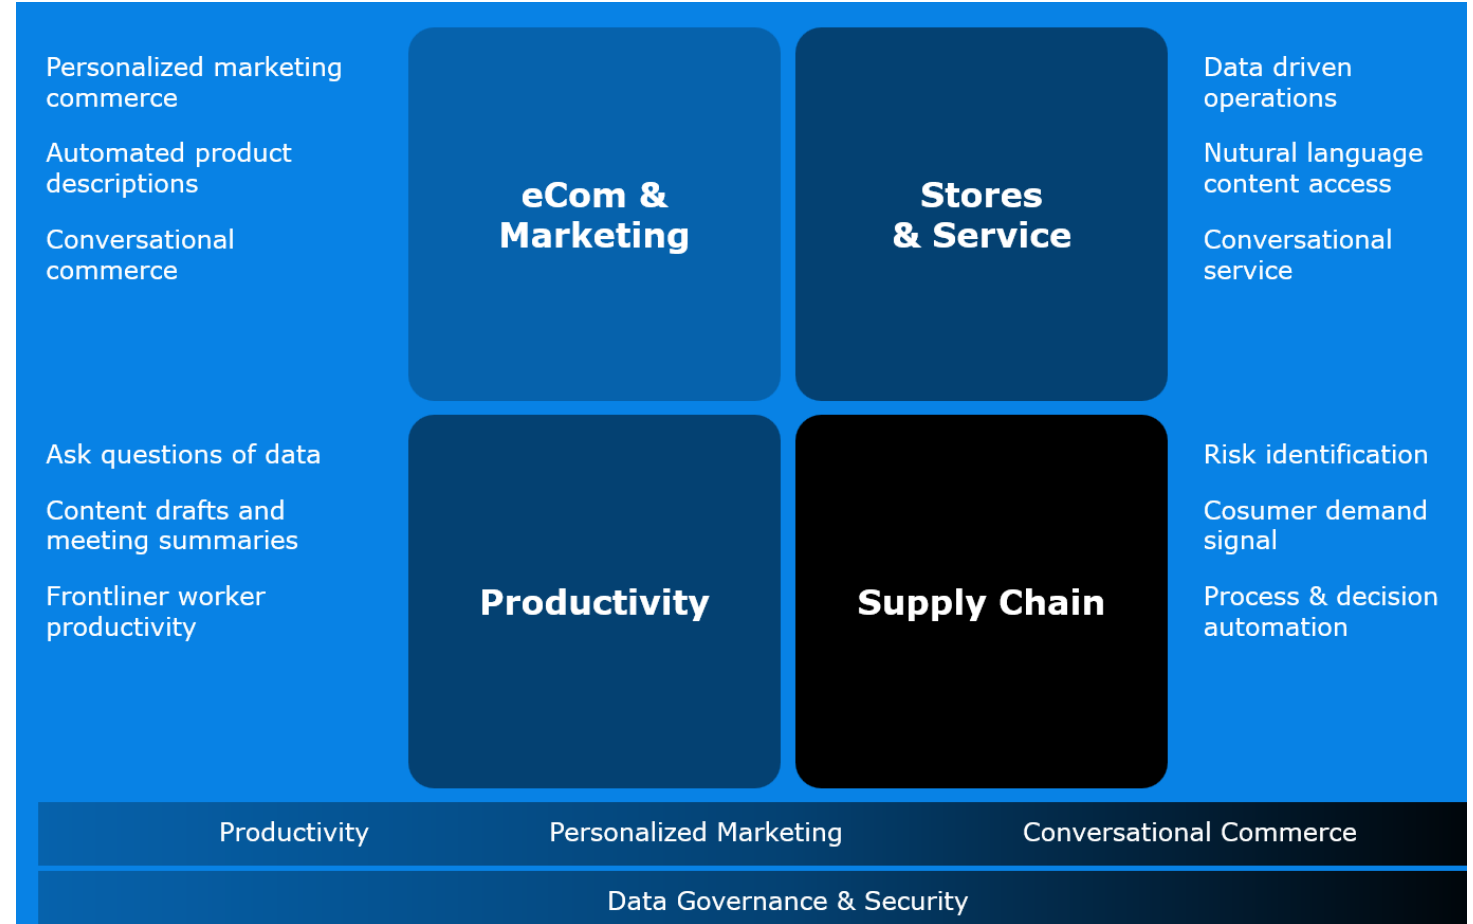 Personalized marketing
commerce
Automated product
descriptions
Conversational
commerce
eCom &
Marketing
Stores
& Service
Data driven
operations
Nutural language
content access
Conversational
service
Ask questions of data
Content drafts and
meeting summaries
Frontliner worker
productivity
Productivity
Supply Chain
Risk identification
Cosumer demand
signal
Process & decision
automation
Productivity
Personalized Marketing
Conversational Commerce
Data Governance & Security